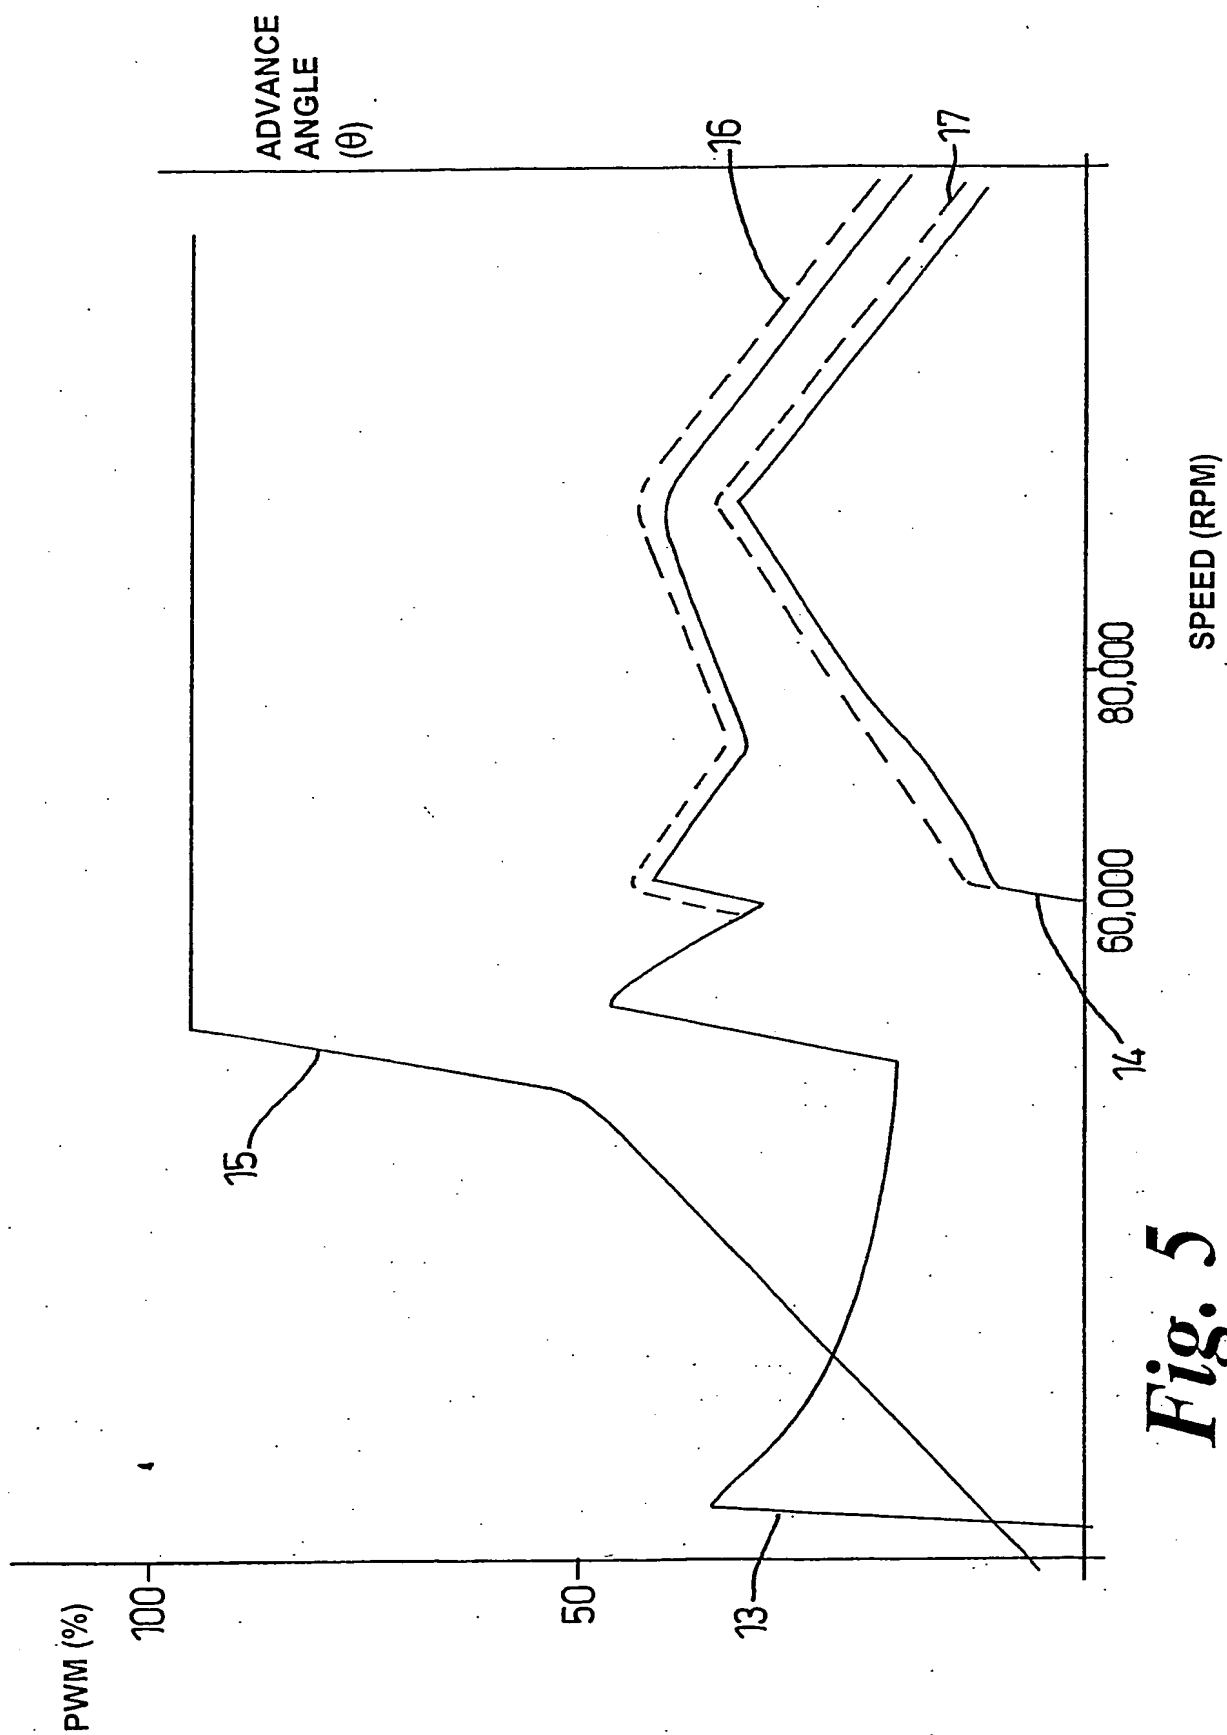 PWM (%)
100
50
ADVANCE
ANGLE
(θ)
13
15
16
17
14
60,000
80,000
SPEED (RPM)
Fig. 5